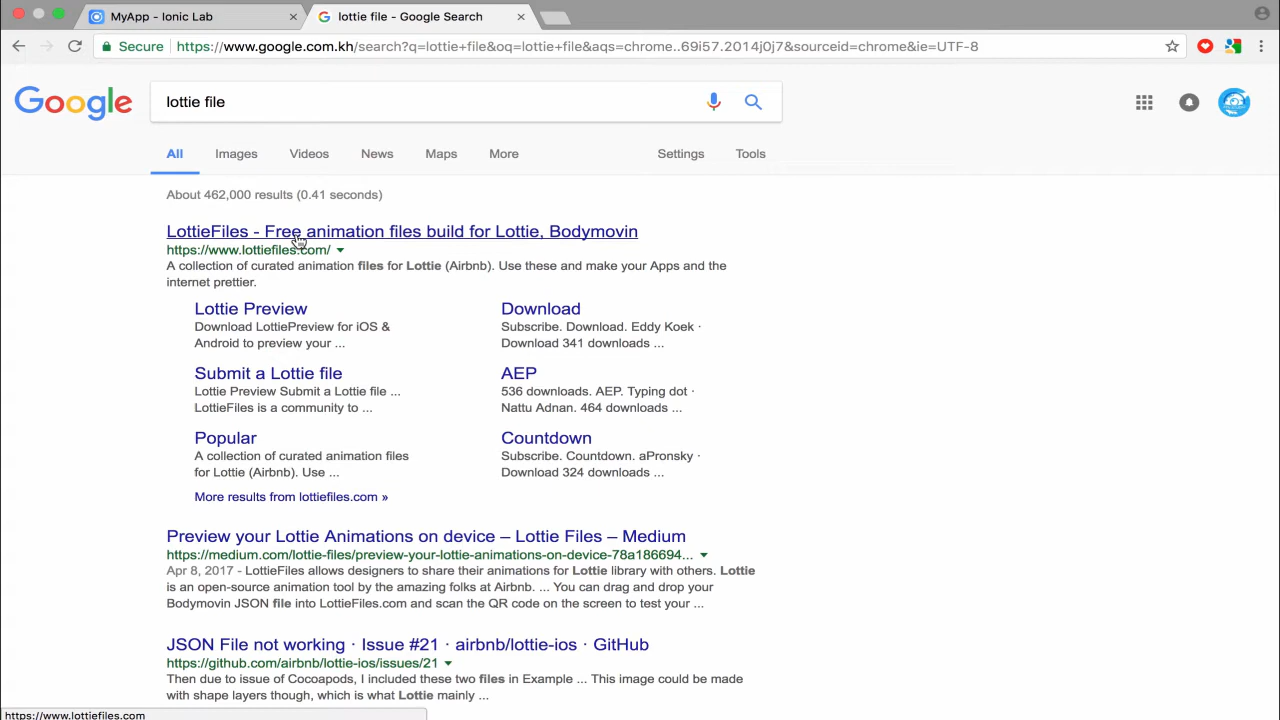 MyApp - Ionic Lab
lottie file - Google Search
Secure https://www.google.com.kh/search?q=lottie+file&oq=lottie+file&aqs=chrome..69i57.2014j0j7&sourceid=chrome&ie=UTF-8
Google
lottie file
All Images Videos News Maps More Settings Tools
About 462,000 results (0.41 seconds)
LottieFiles - Free animation files build for Lottie, Bodymovin
https://www.lottiefiles.com/
A collection of curated animation files for Lottie (Airbnb). Use these and make your Apps and the
internet prettier.
Lottie Preview
Download LottiePreview for iOS &
Android to preview your ...
Download
Subscribe. Download. Eddy Koek ·
Download 341 downloads ...
Submit a Lottie file
Lottie Preview Submit a Lottie file ...
LottieFiles is a community to ...
AEP
536 downloads. AEP. Typing dot ·
Nattu Adnan. 464 downloads ...
Popular
A collection of curated animation files
for Lottie (Airbnb). Use ...
Countdown
Subscribe. Countdown. aPronsky ·
Download 324 downloads ...
More results from lottiefiles.com »
Preview your Lottie Animations on device – Lottie Files – Medium
https://medium.com/lottie-files/preview-your-lottie-animations-on-device-78a186694...
Apr 8, 2017 - LottieFiles allows designers to share their animations for Lottie library with others. Lottie
is an open-source animation tool by the amazing folks at Airbnb. ... You can drag and drop your
Bodymovin JSON file into LottieFiles.com and scan the QR code on the screen to test your ...
JSON File not working · Issue #21 · airbnb/lottie-ios · GitHub
https://github.com/airbnb/lottie-ios/issues/21
Then due to issue of Cocoapods, I included these two files in Example ... This image could be made
with shape layers though, which is what Lottie mainly ...
https://www.lottiefiles.com